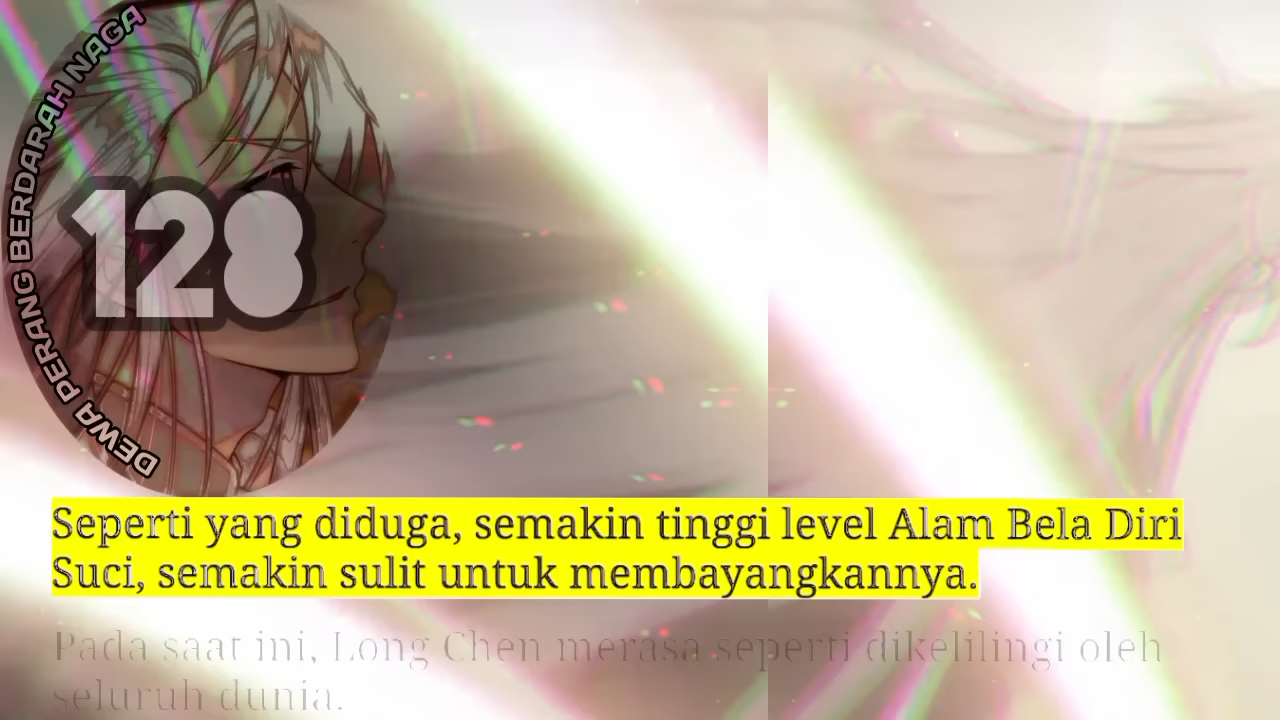 DEWA PERANG BERDARAH NAGA
128
Seperti yang diduga, semakin tinggi level Alam Bela Diri
Suci, semakin sulit untuk membayangkannya.
Pada saat ini, Long Chen merasa seperti dikelilingi oleh
seluruh dunia.